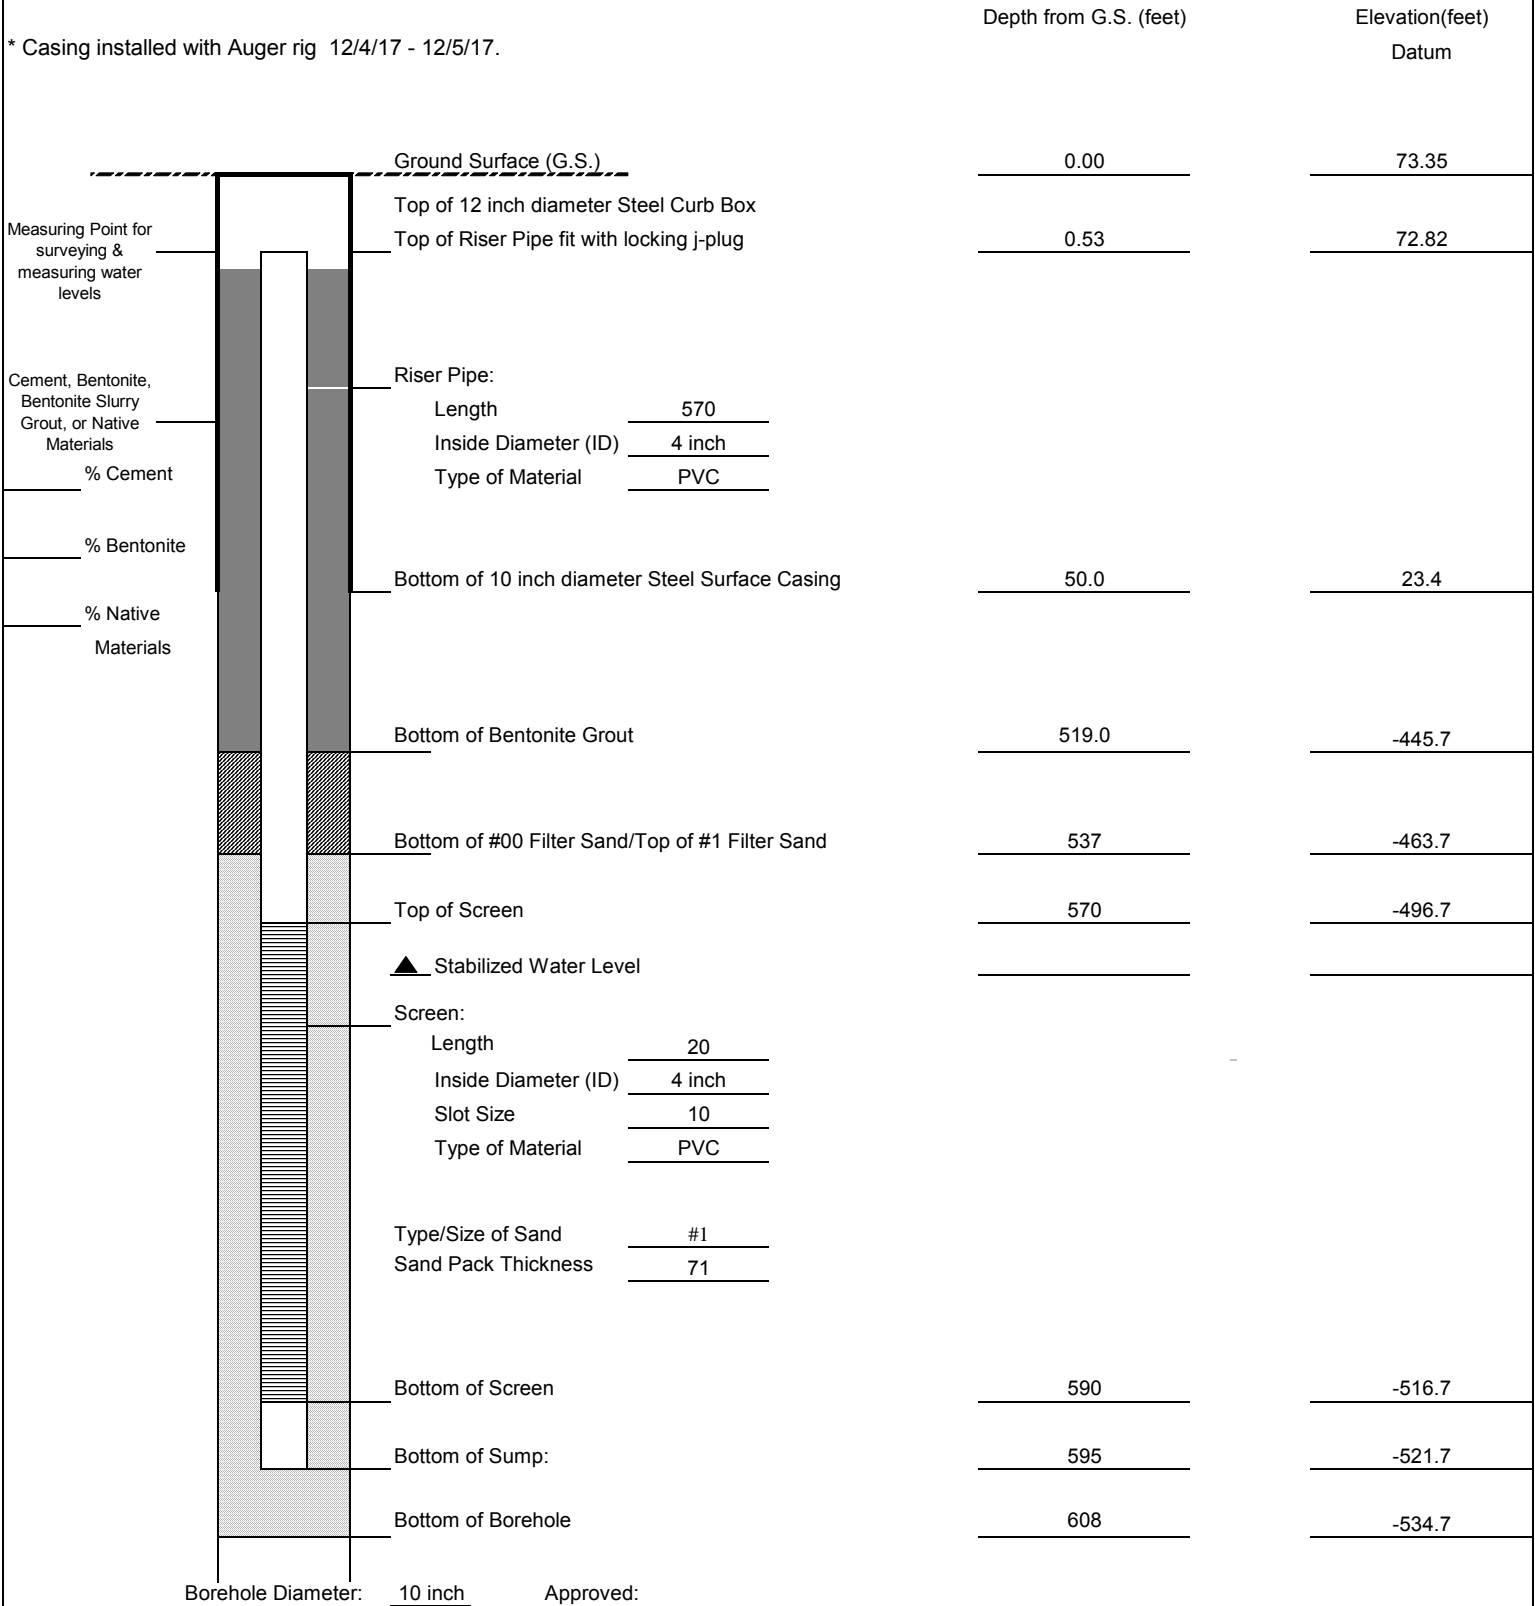 Depth from G.S. (feet) Elevation(feet)
* Casing installed with Auger rig 12/4/17 - 12/5/17. Datum
Ground Surface (G.S.) 0.00 73.35
Top of 12 inch diameter Steel Curb Box
Measuring Point for
surveying &
measuring water
levels
Top of Riser Pipe fit with locking j-plug 0.53 72.82
Cement, Bentonite,
Bentonite Slurry
Grout, or Native
Materials
Riser Pipe:
Length 570
Inside Diameter (ID) 4 inch
Type of Material PVC
% Cement
% Bentonite
% Native
Materials
Bottom of 10 inch diameter Steel Surface Casing 50.0 23.4
Bottom of Bentonite Grout 519.0 -445.7
Bottom of #00 Filter Sand/Top of #1 Filter Sand 537 -463.7
Top of Screen 570 -496.7
Stabilized Water Level
Screen:
Length 20
Inside Diameter (ID) 4 inch
Slot Size 10
Type of Material PVC
Type/Size of Sand #1
Sand Pack Thickness 71
Bottom of Screen 590 -516.7
Bottom of Sump: 595 -521.7
Bottom of Borehole 608 -534.7
Borehole Diameter: 10 inch Approved: